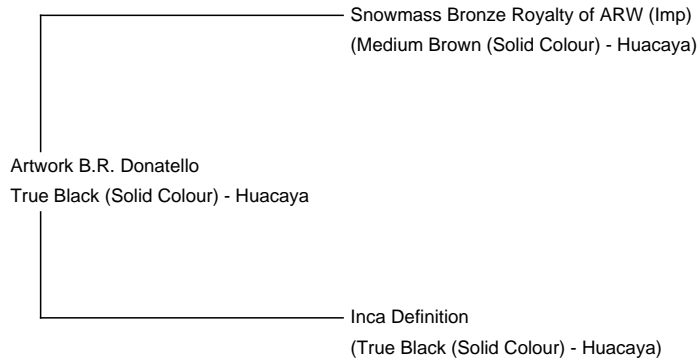 Snowmass Bronze Royalty of ARW (Imp)
(Medium Brown (Solid Colour) - Huacaya)
Artwork B.R. Donatello
True Black (Solid Colour) - Huacaya
Inca Definition
(True Black (Solid Colour) - Huacaya)